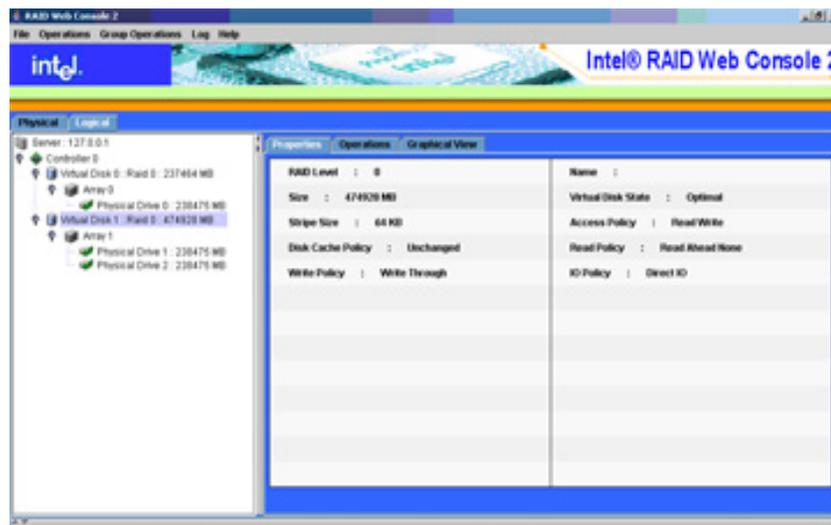 RAID Web Console 2
File Operations Group Operations Log Help
intel.
Intel® RAID Web Console 2
Physical Logical
Server : 127.0.0.1
Controller 0
Virtual Disk 0 : Raid 0 : 237464 MB
Array 0
Physical Drive 0 : 238475 MB
Virtual Disk 1 : Raid 0 : 474928 MB
Array 1
Physical Drive 1 : 238475 MB
Physical Drive 2 : 238475 MB
Properties Operations Graphical View
RAID Level : 0
Name :
Size : 474928 MB
Virtual Disk State : Optimal
Stripe Size : 64 KB
Access Policy : Read Write
Disk Cache Policy : Unchanged
Read Policy : Read Ahead None
Write Policy : Write Through
IO Policy : Direct IO